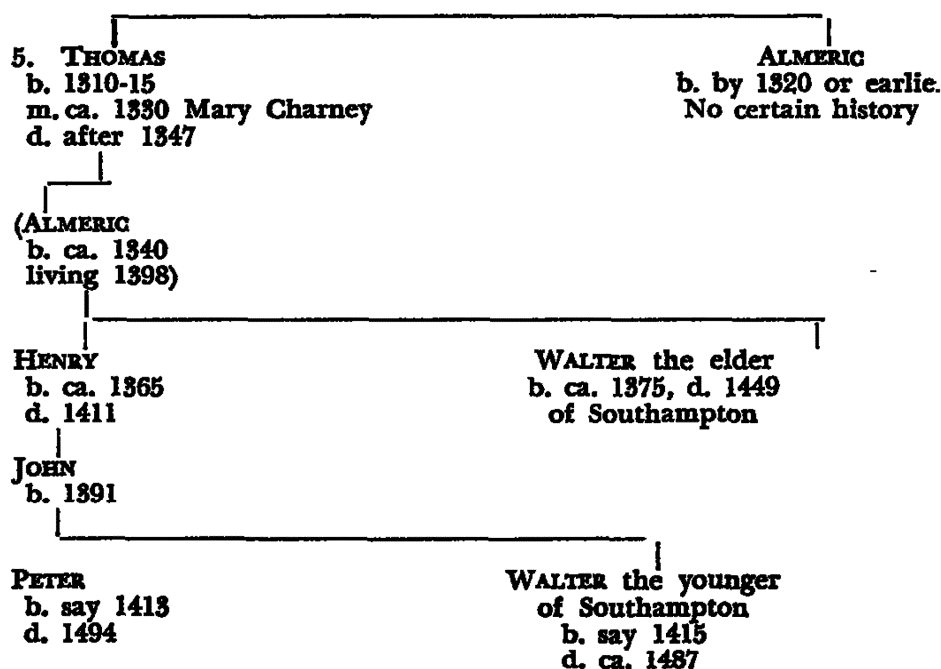 5. THOMAS
b. 1310-15
m. ca. 1330 Mary Charney
d. after 1347
ALMERIC
b. by 1320 or earlie.
No certain history
(ALMERIC
b. ca. 1340
living 1398)
HENRY
b. ca. 1365
d. 1411
WALTER the elder
b. ca. 1375, d. 1449
of Southampton
JOHN
b. 1391
PETER
b. say 1413
d. 1494
WALTER the younger
of Southampton
b. say 1415
d. ca. 1487